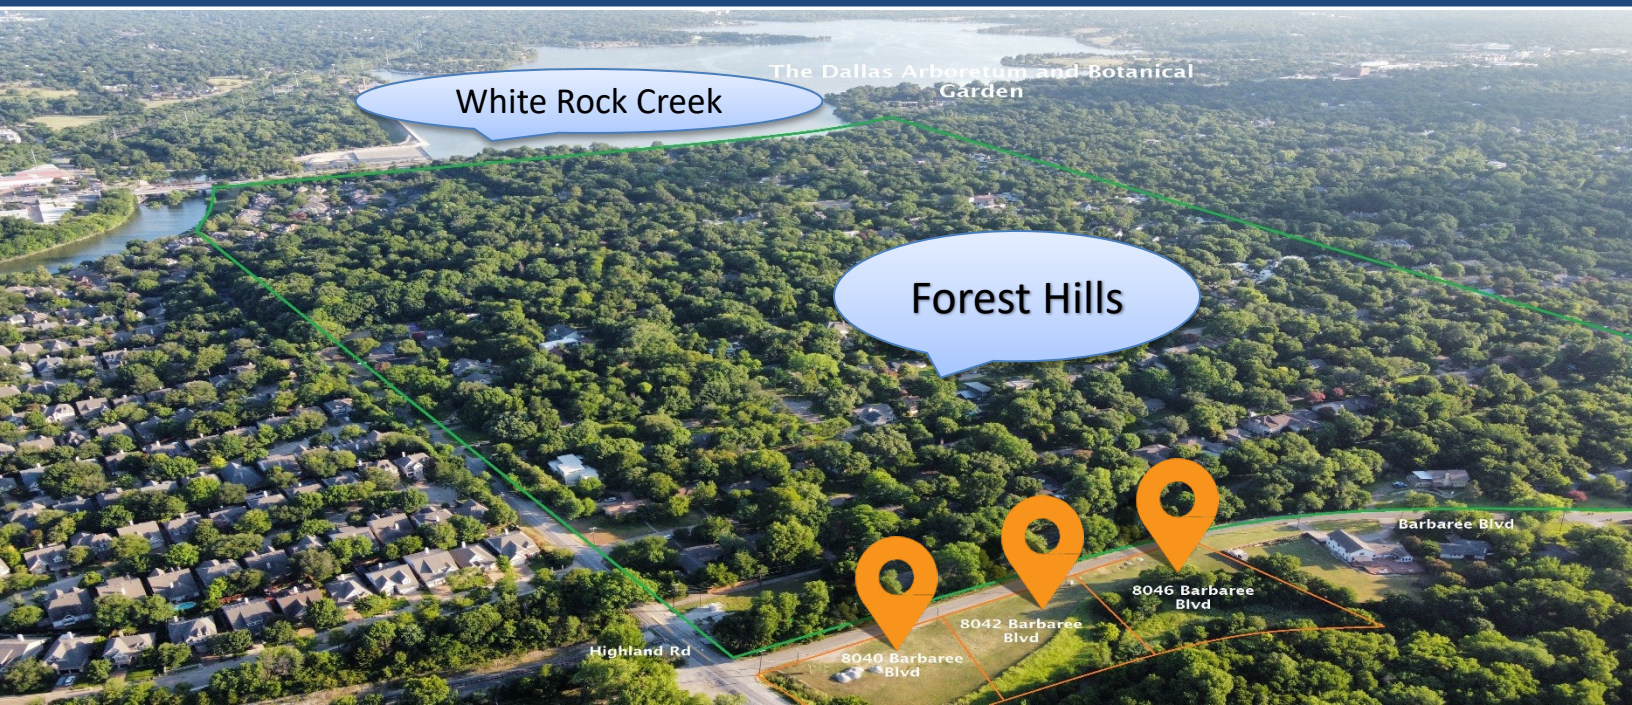 The Dallas Arboretum and Botanical
Garden
White Rock Creek
Forest Hills
Barbaree Blvd
8046 Barbaree
Blvd
8042 Barbaree
Blvd
Highland Rd
8040 Barbaree
Blvd